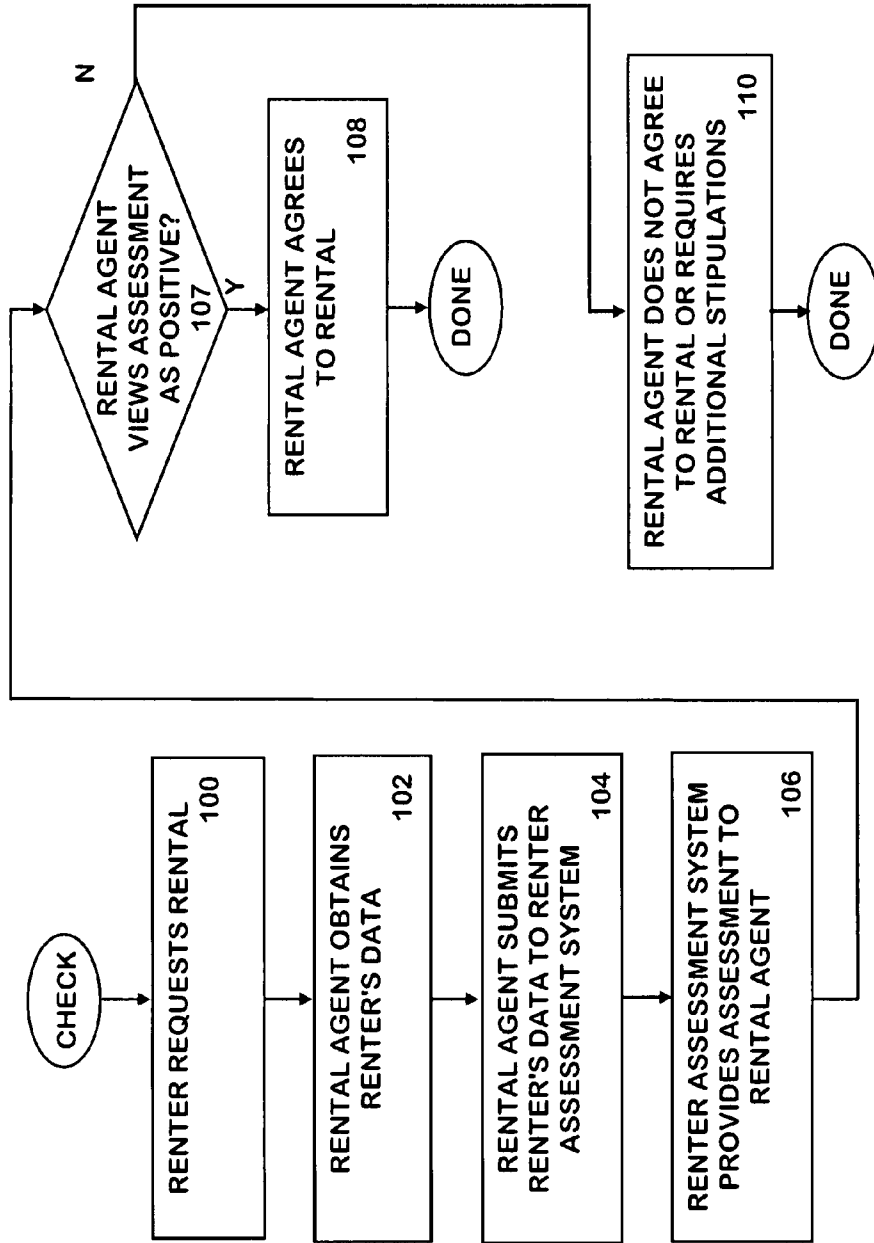 CHECK
RENTER REQUESTS RENTAL
100
RENTAL AGENT OBTAINS
RENTER'S DATA
102
RENTAL AGENT SUBMITS
RENTER'S DATA TO RENTER
ASSESSMENT SYSTEM
104
RENTER ASSESSMENT SYSTEM
PROVIDES ASSESSMENT TO
RENTAL AGENT
106
RENTAL AGENT
VIEWS ASSESSMENT
AS POSITIVE?
107
N
Y
RENTAL AGENT AGREES
TO RENTAL
108
DONE
RENTAL AGENT DOES NOT AGREE
TO RENTAL OR REQUIRES
ADDITIONAL STIPULATIONS
110
DONE